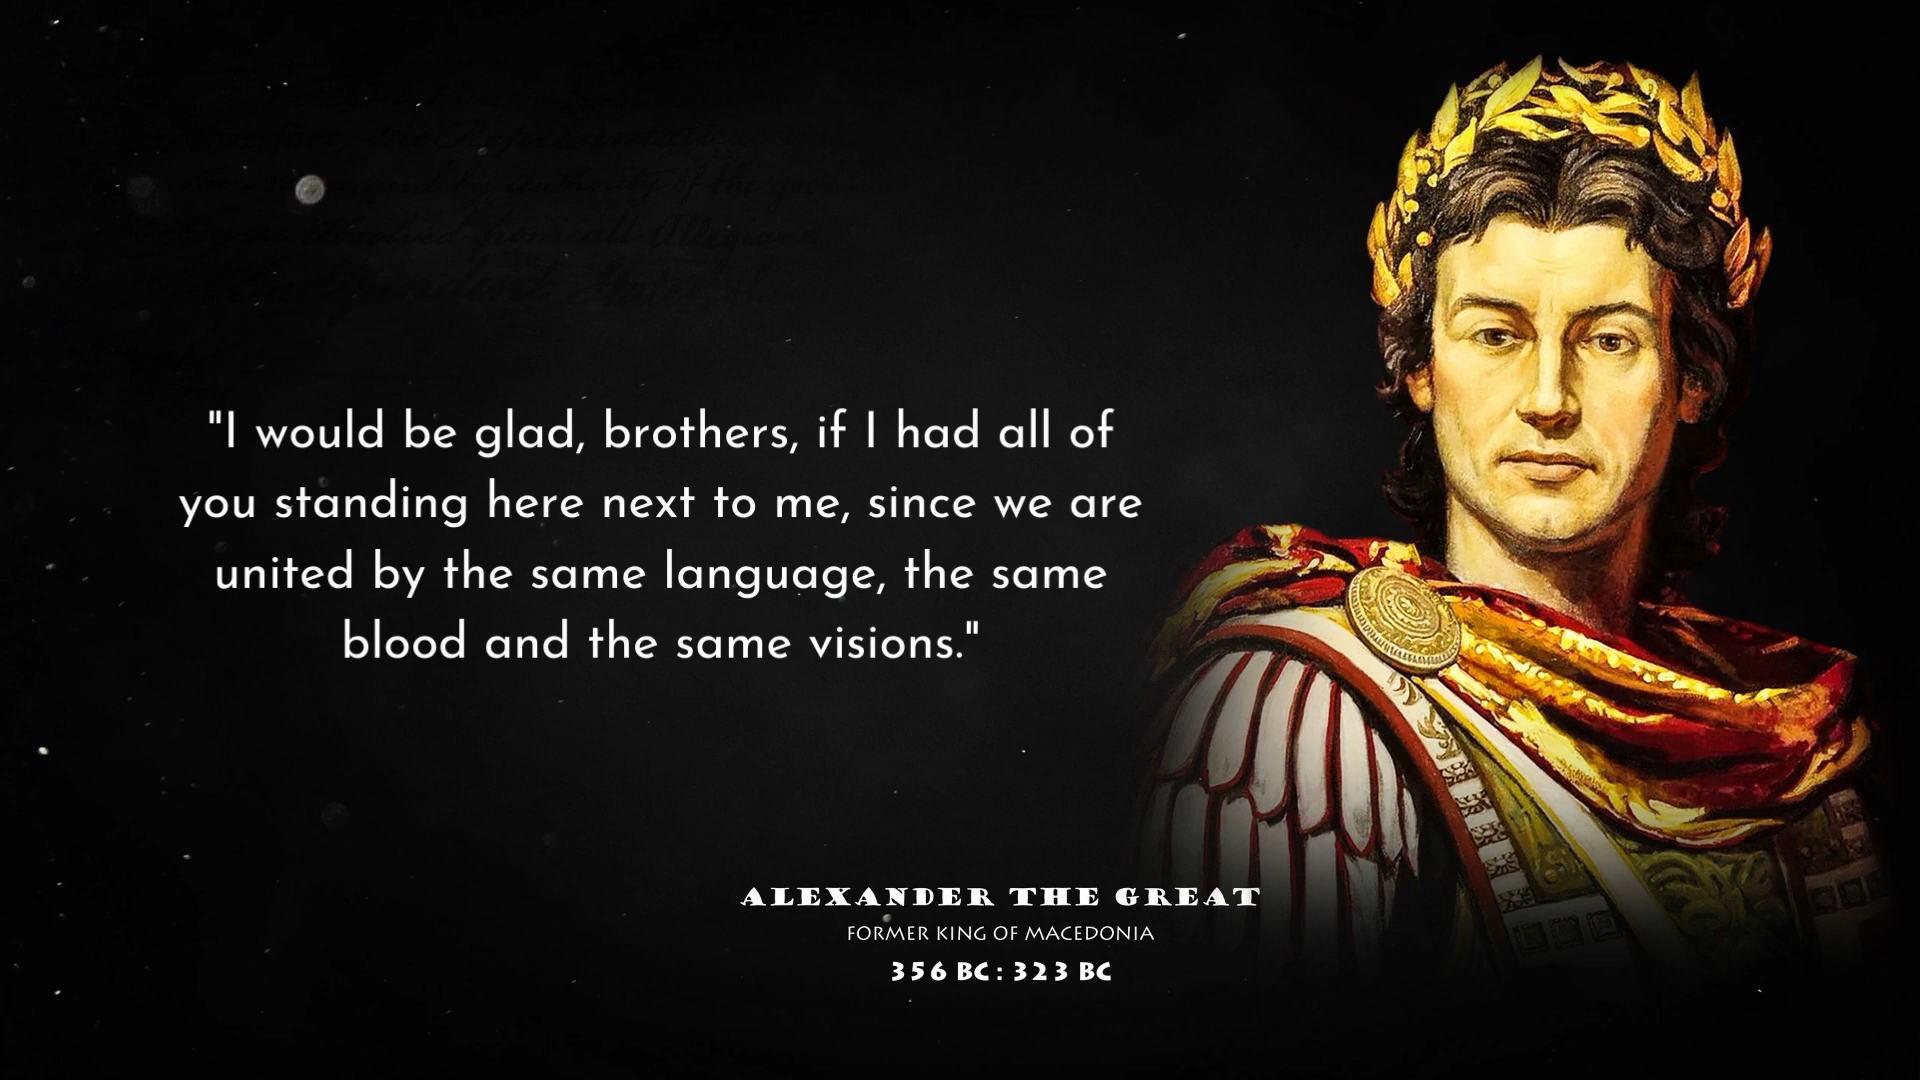 "I would be glad, brothers, if I had all of
you standing here next to me, since we are
united by the same language, the same
blood and the same visions."
ALEXANDER THE GREAT
FORMER KING OF MACEDONIA
356 BC : 323 BC